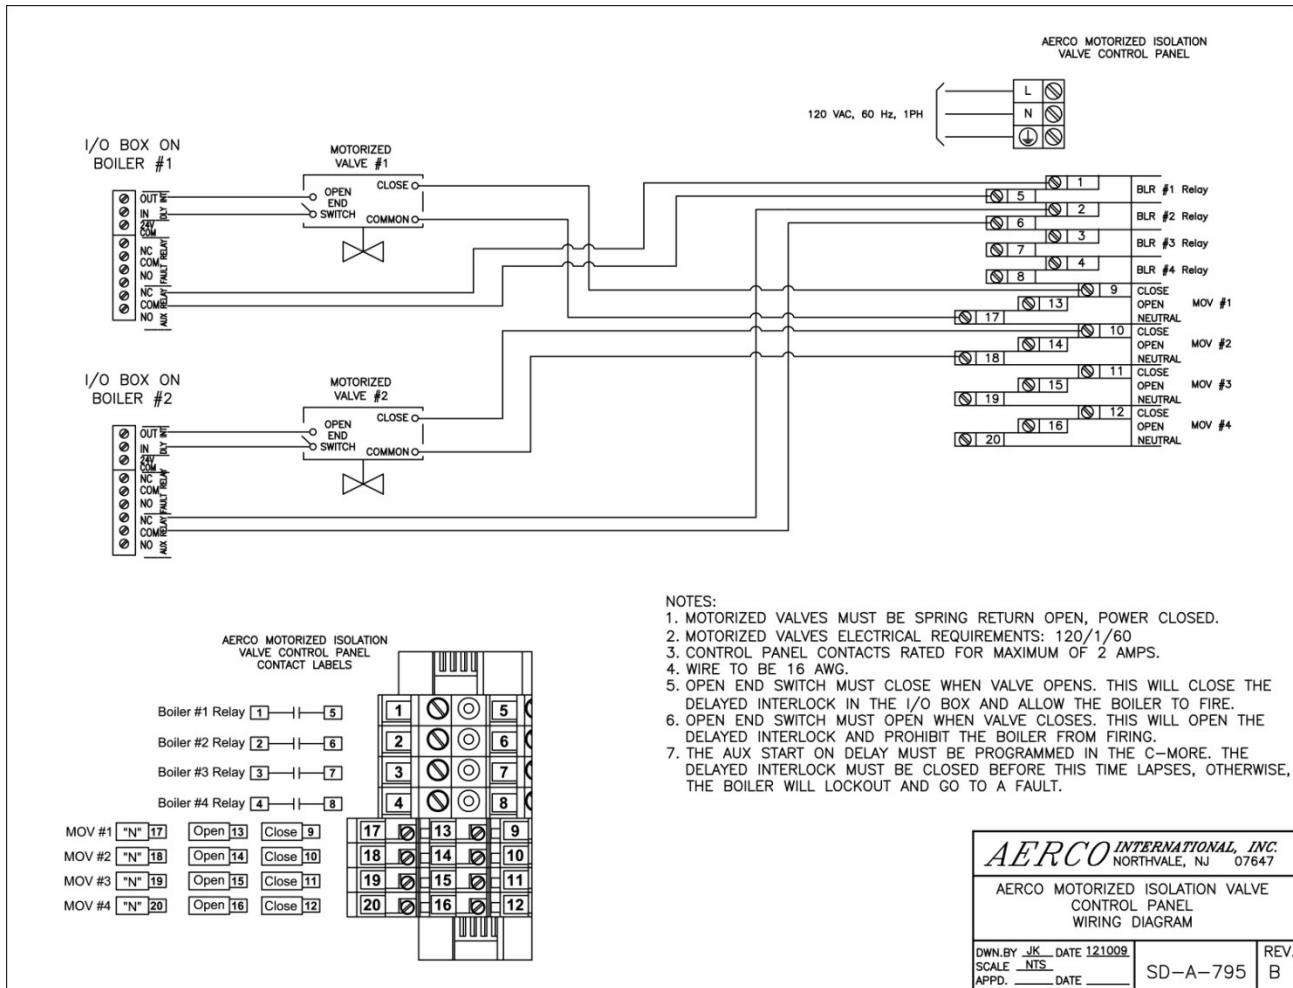 AERCO MOTORIZED ISOLATION
VALVE CONTROL PANEL
120 VAC, 60 Hz, 1PH
L
N
I/O BOX ON
BOILER #1
OUT
IN
24V
COM
NC
COM
NO
NC
COM
NO
DLY INT
FAULT RELAY
AUX RELAY
MOTORIZED
VALVE #1
OPEN
END
SWITCH
CLOSE
COMMON
1
5
BLR #1 Relay
2
6
BLR #2 Relay
3
7
BLR #3 Relay
4
8
BLR #4 Relay
9 CLOSE
13 OPEN MOV #1
17 NEUTRAL
10 CLOSE
14 OPEN MOV #2
18 NEUTRAL
11 CLOSE
15 OPEN MOV #3
19 NEUTRAL
12 CLOSE
16 OPEN MOV #4
20 NEUTRAL
I/O BOX ON
BOILER #2
OUT
IN
24V
COM
NC
COM
NO
NC
COM
NO
DLY INT
FAULT RELAY
AUX RELAY
MOTORIZED
VALVE #2
OPEN
END
SWITCH
CLOSE
COMMON
NOTES:
1. MOTORIZED VALVES MUST BE SPRING RETURN OPEN, POWER CLOSED.
2. MOTORIZED VALVES ELECTRICAL REQUIREMENTS: 120/1/60
3. CONTROL PANEL CONTACTS RATED FOR MAXIMUM OF 2 AMPS.
4. WIRE TO BE 16 AWG.
5. OPEN END SWITCH MUST CLOSE WHEN VALVE OPENS. THIS WILL CLOSE THE
DELAYED INTERLOCK IN THE I/O BOX AND ALLOW THE BOILER TO FIRE.
6. OPEN END SWITCH MUST OPEN WHEN VALVE CLOSES. THIS WILL OPEN THE
DELAYED INTERLOCK AND PROHIBIT THE BOILER FROM FIRING.
7. THE AUX START ON DELAY MUST BE PROGRAMMED IN THE C-MORE. THE
DELAYED INTERLOCK MUST BE CLOSED BEFORE THIS TIME LAPSES, OTHERWISE,
THE BOILER WILL LOCKOUT AND GO TO A FAULT.
AERCO MOTORIZED ISOLATION
VALVE CONTROL PANEL
CONTACT LABELS
Boiler #1 Relay 1 5
Boiler #2 Relay 2 6
Boiler #3 Relay 3 7
Boiler #4 Relay 4 8
MOV #1 "N" 17 Open 13 Close 9
MOV #2 "N" 18 Open 14 Close 10
MOV #3 "N" 19 Open 15 Close 11
MOV #4 "N" 20 Open 16 Close 12
1 5
2 6
3 7
4 8
17 13 9
18 14 10
19 15 11
20 16 12
AERCO INTERNATIONAL, INC.
NORTHVALE, NJ 07647
AERCO MOTORIZED ISOLATION VALVE
CONTROL PANEL
WIRING DIAGRAM
DWN.BY JK DATE 121009
SCALE NTS
APPD. DATE
SD-A-795
REV.
B